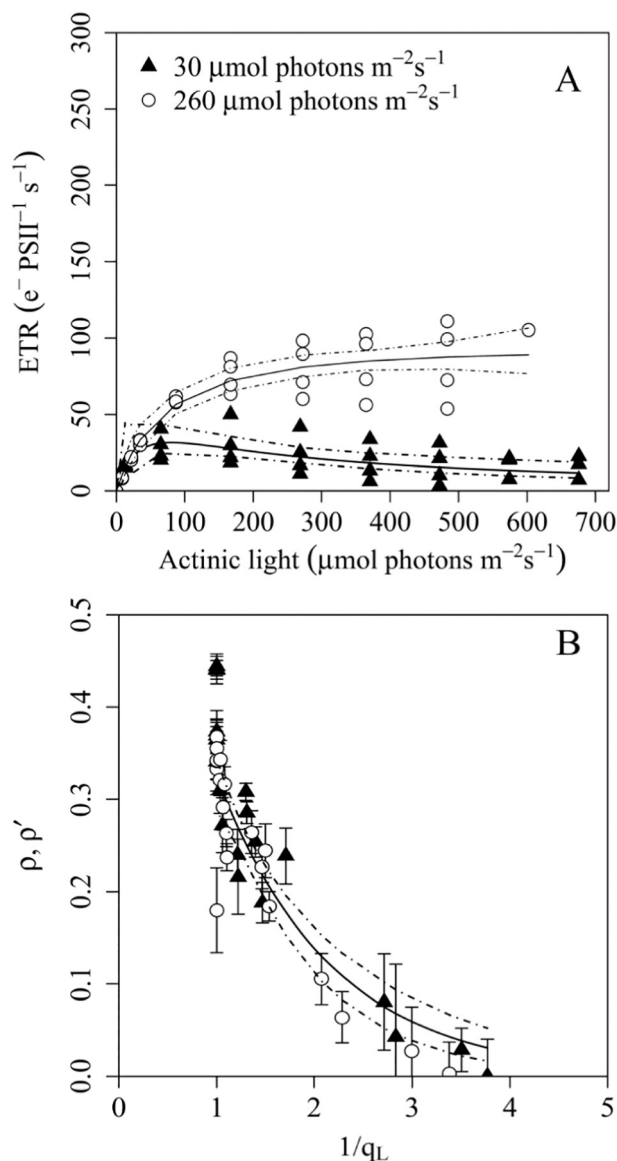 A
▲ 30 μmol photons m⁻²s⁻¹
○ 260 μmol photons m⁻²s⁻¹
ETR (e⁻ PSII⁻¹ s⁻¹)
300
250
200
150
100
50
0
0 100 200 300 400 500 600 700
Actinic light (μmol photons m⁻²s⁻¹)
B
ρ, ρ′
0.5
0.4
0.3
0.2
0.1
0.0
0 1 2 3 4 5
1/q_L